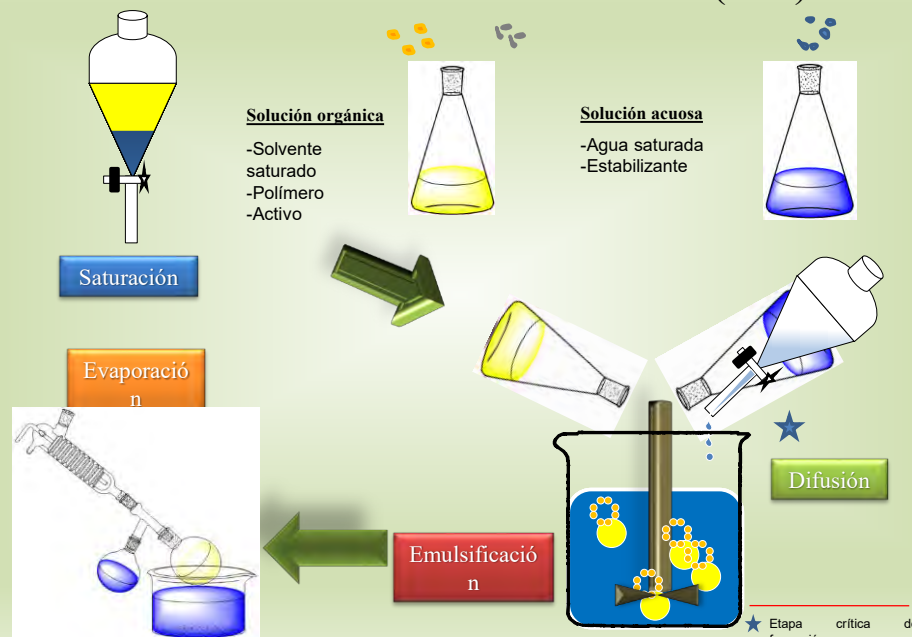 Solución orgánica
-Solvente
saturado
-Polímero
-Activo
Solución acuosa
-Agua saturada
-Estabilizante
Saturación
Evaporació
n
Difusión
Emulsificació
n
Etapa crítica